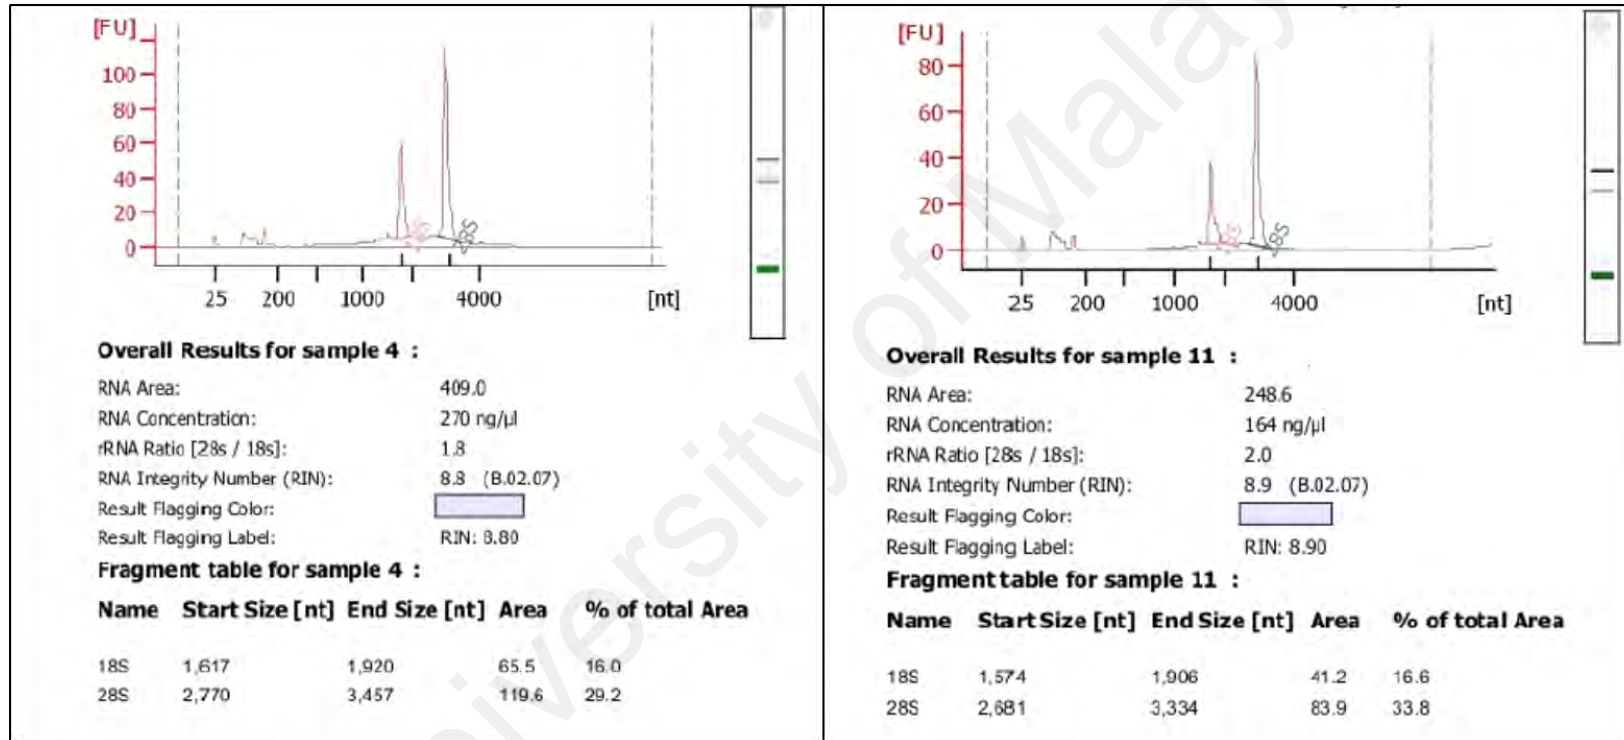 [FU]
100
80
60
40
20
0
18S
28S
25 200 1000 4000 [nt]
Overall Results for sample 4 :
RNA Area: 409.0
RNA Concentration: 270 ng/µl
rRNA Ratio [28s / 18s]: 1.8
RNA Integrity Number (RIN): 8.8 (B.02.07)
Result Flagging Color:
Result Flagging Label: RIN: 8.80
Fragment table for sample 4 :
Name Start Size [nt] End Size [nt] Area % of total Area
18S 1,617 1,920 65.5 16.0
28S 2,770 3,457 119.6 29.2
[FU]
80
60
40
20
0
18S
28S
25 200 1000 4000 [nt]
Overall Results for sample 11 :
RNA Area: 248.6
RNA Concentration: 164 ng/µl
rRNA Ratio [28s / 18s]: 2.0
RNA Integrity Number (RIN): 8.9 (B.02.07)
Result Flagging Color:
Result Flagging Label: RIN: 8.90
Fragment table for sample 11 :
Name Start Size [nt] End Size [nt] Area % of total Area
18S 1,574 1,906 41.2 16.6
28S 2,681 3,334 83.9 33.8
iversity of Malay